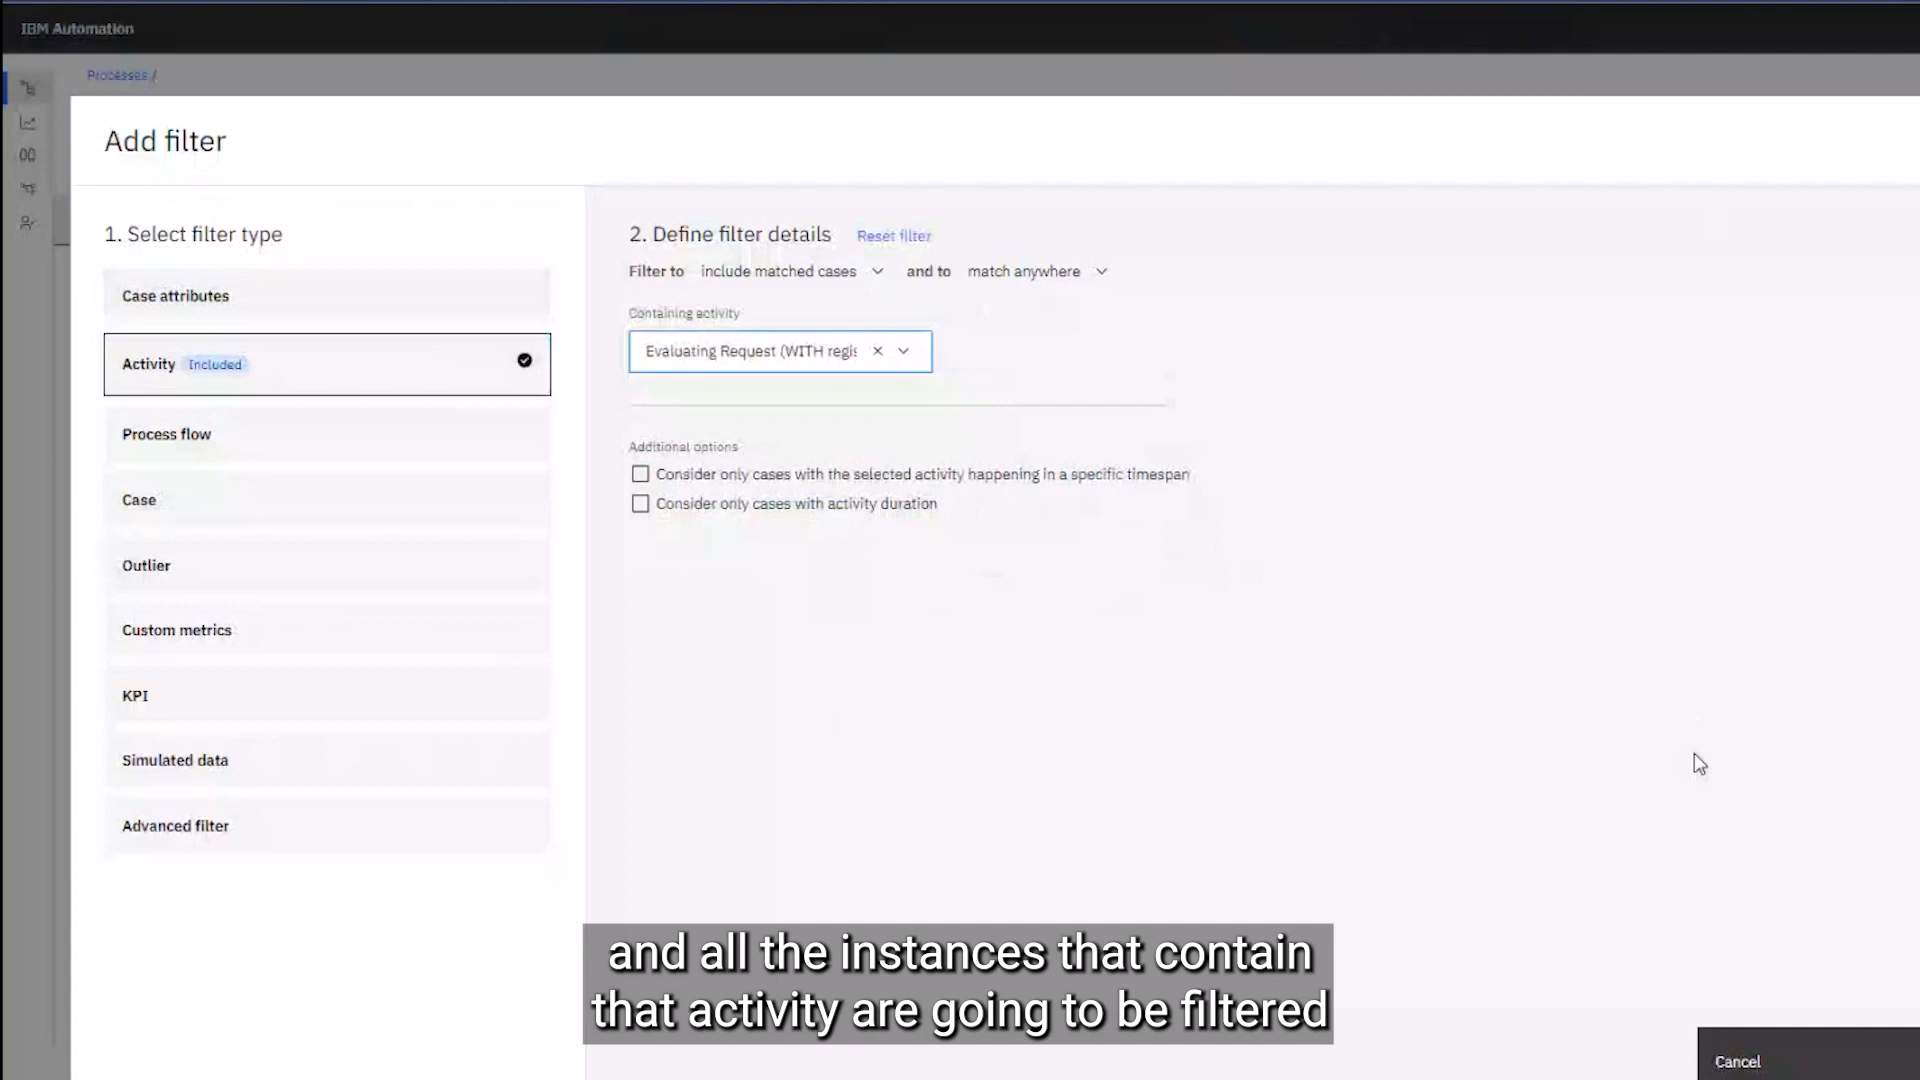 IBM Automation
Processes /
Add filter
1. Select filter type
Case attributes
Activity Included
Process flow
Case
Outlier
Custom metrics
KPI
Simulated data
Advanced filter
2. Define filter details Reset filter
Filter to include matched cases and to match anywhere
Containing activity
Evaluating Request (WITH regis
Additional options
Consider only cases with the selected activity happening in a specific timespan
Consider only cases with activity duration
and all the instances that contain
that activity are going to be filtered
Cancel